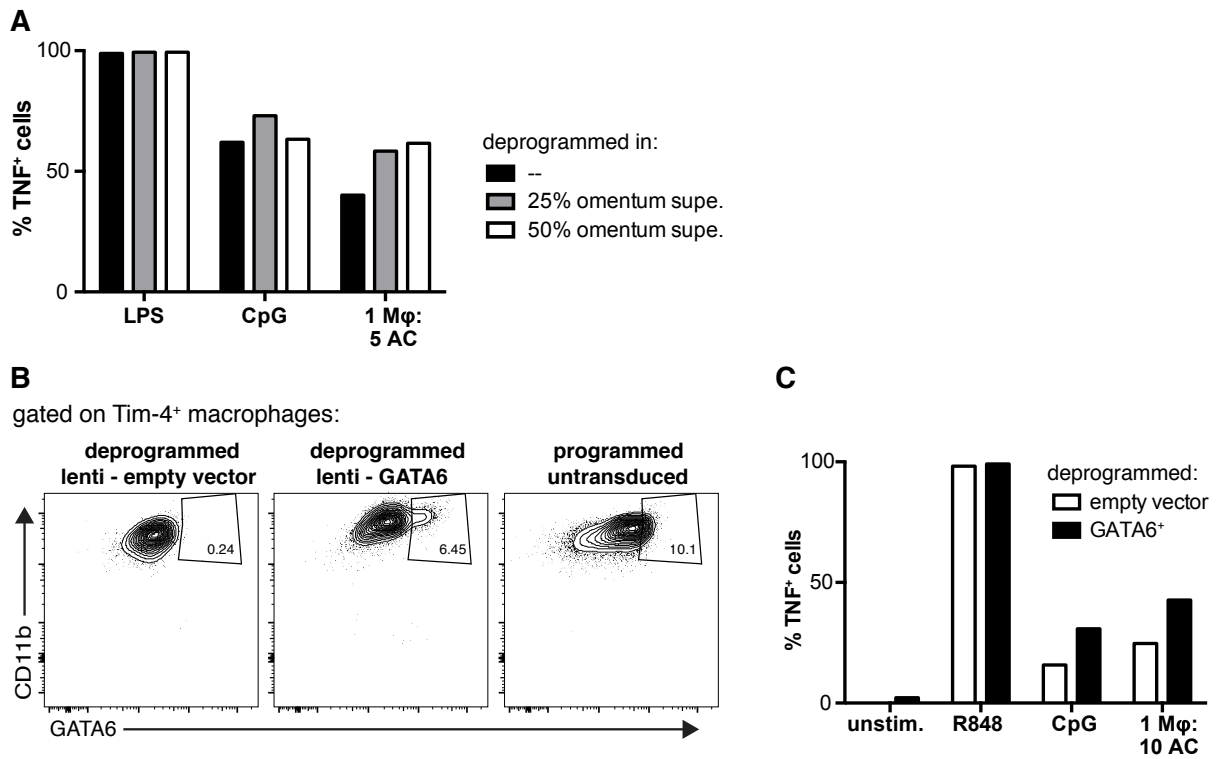 A
100
50
0
% TNF⁺ cells
LPS
CpG
1 Mφ:
5 AC
deprogrammed in:
--
25% omentum supe.
50% omentum supe.
B
gated on Tim-4⁺ macrophages:
deprogrammed
lenti - empty vector
deprogrammed
lenti - GATA6
programmed
untransduced
0.24
6.45
10.1
CD11b
GATA6
C
100
50
0
% TNF⁺ cells
deprogrammed:
empty vector
GATA6⁺
unstim.
R848
CpG
1 Mφ:
10 AC